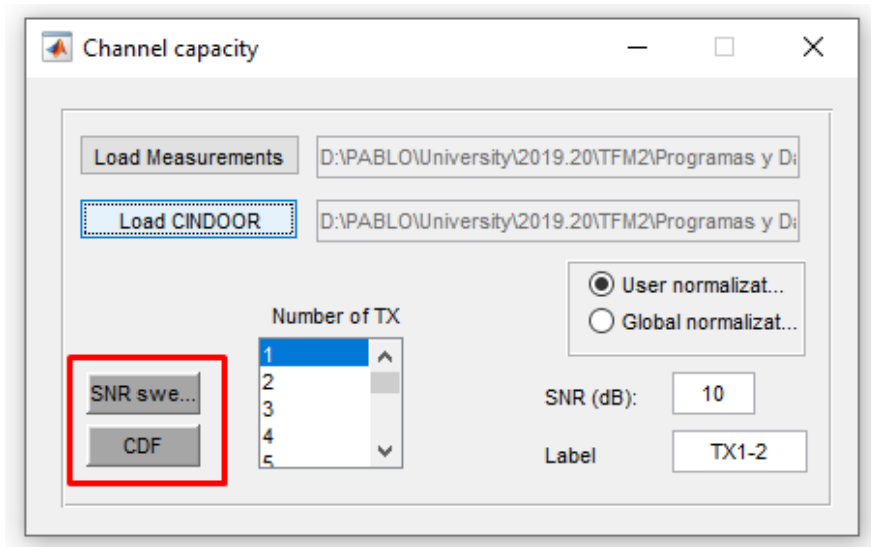 Channel capacity
Load Measurements D:\PABLO\University\2019.20\TFM2\Programas y Da
Load CINDOOR D:\PABLO\University\2019.20\TFM2\Programas y Da
User normalizat...
Global normalizat...
Number of TX
1
2
3
4
5
SNR swe...
CDF
SNR (dB): 10
Label TX1-2